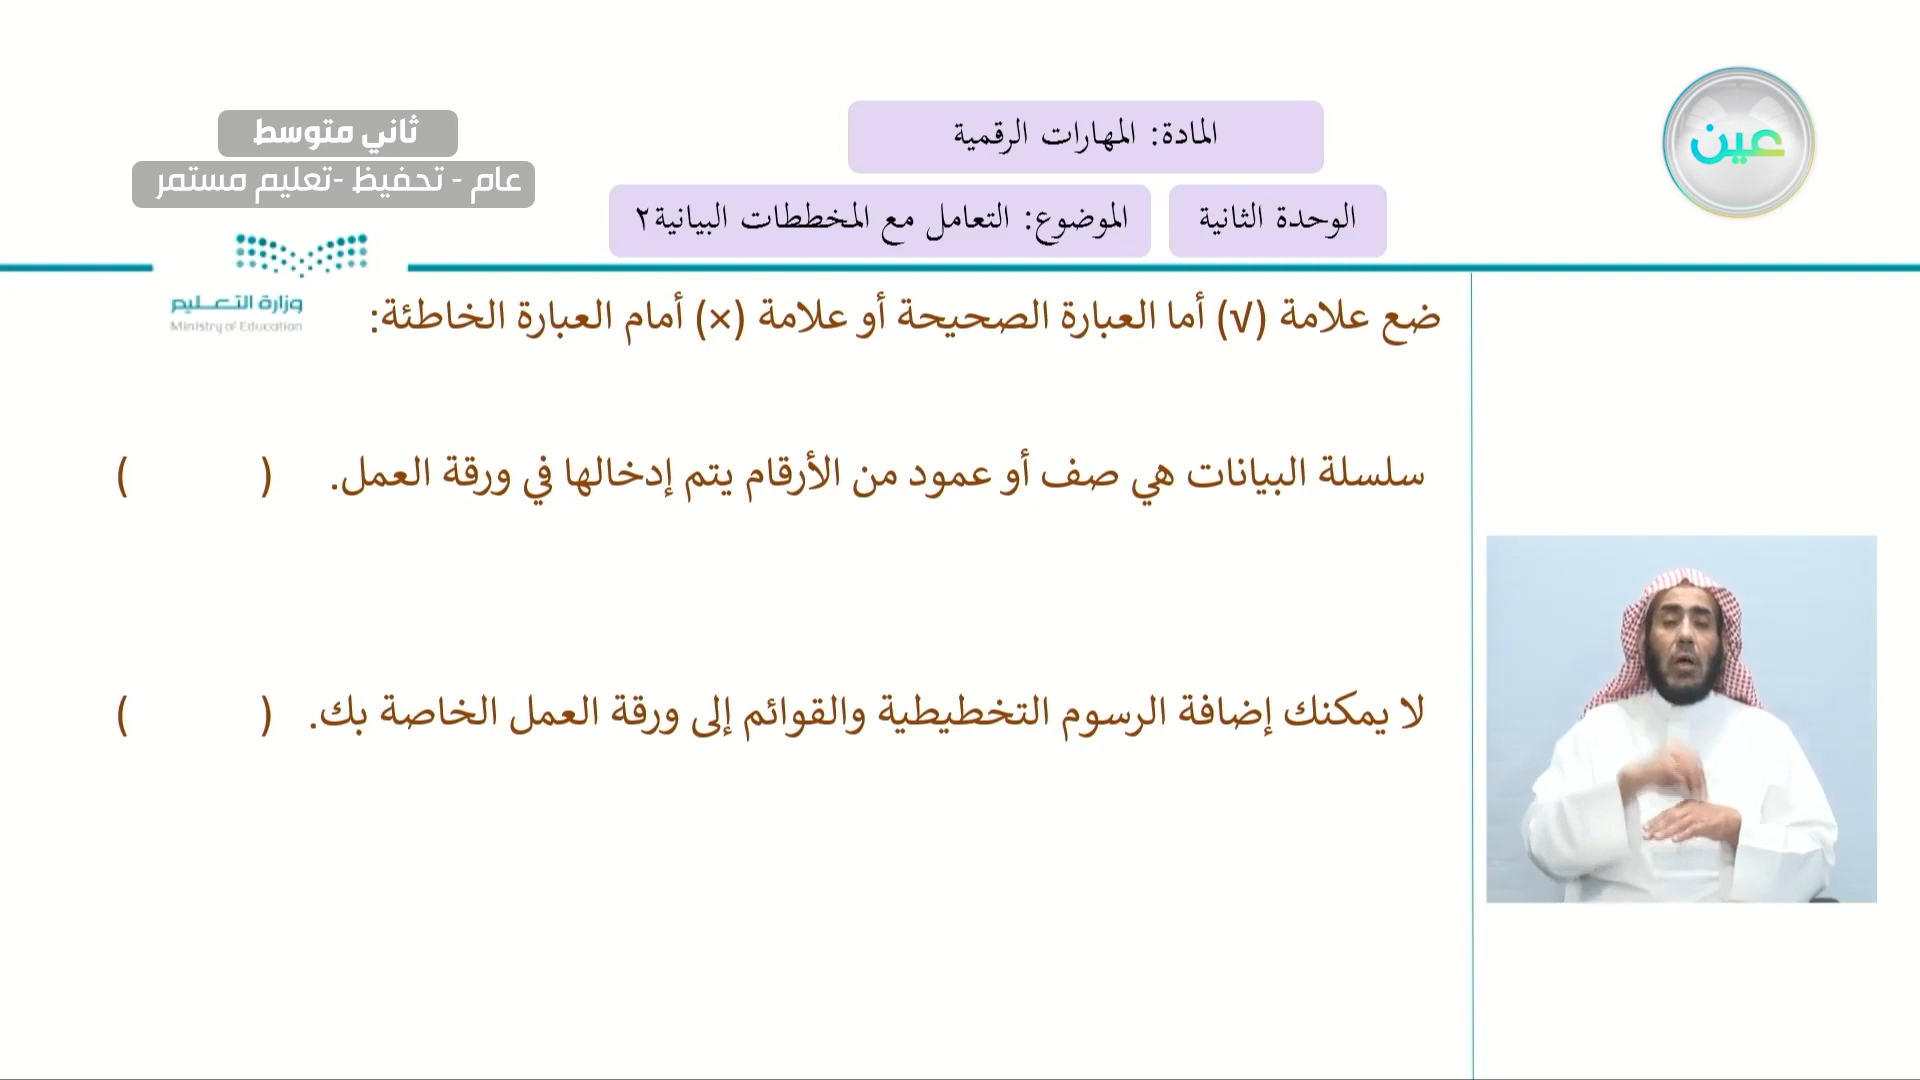 عين
المادة: المهارات الرقمية
الوحدة الثانية
الموضوع: التعامل مع المخططات البيانية٢
ثاني متوسط
عام - تحفيظ -تعليم مستمر
وزارة التعليم
Ministry of Education
ضع علامة (√) أما العبارة الصحيحة أو علامة (×) أمام العبارة الخاطئة:
سلسلة البيانات هي صف أو عمود من الأرقام يتم إدخالها في ورقة العمل. ( )
لا يمكنك إضافة الرسوم التخطيطية والقوائم إلى ورقة العمل الخاصة بك. ( )